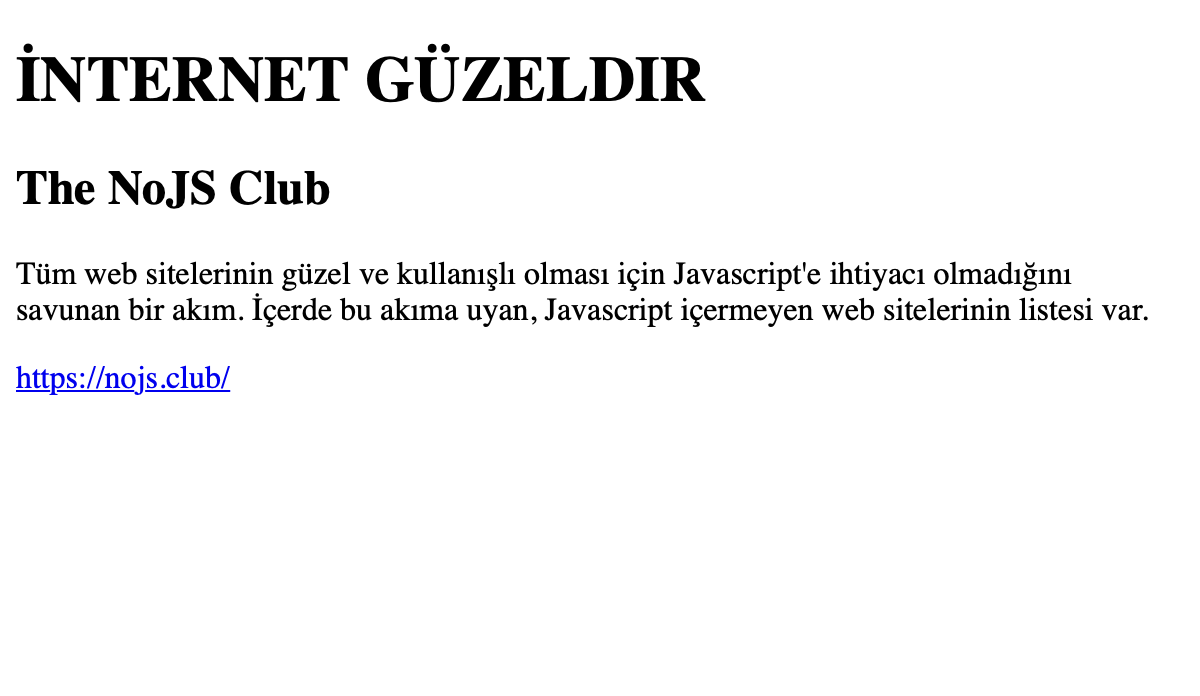 İNTERNET GÜZELDIR
The NoJS Club
Tüm web sitelerinin güzel ve kullanışlı olması için Javascript'e ihtiyacı olmadığını
savunan bir akım. İçerde bu akıma uyan, Javascript içermeyen web sitelerinin listesi var.
https://nojs.club/